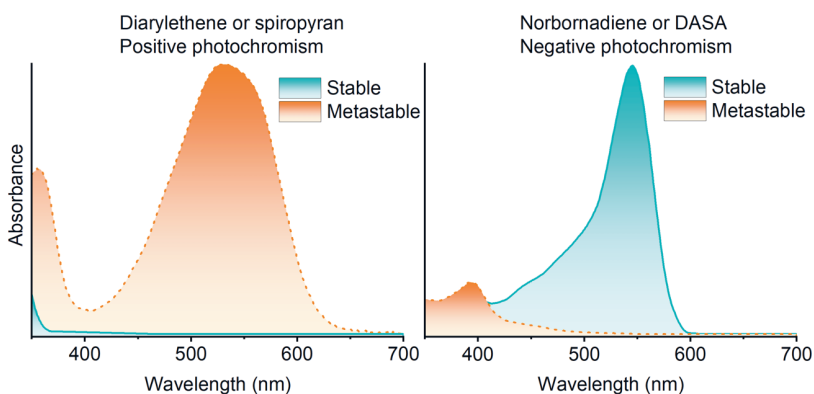 Diarylethene or spiropyran
Positive photochromism
Stable
Metastable
Absorbance
400
500
600
700
Wavelength (nm)
Norbornadiene or DASA
Negative photochromism
Stable
Metastable
400
500
600
700
Wavelength (nm)